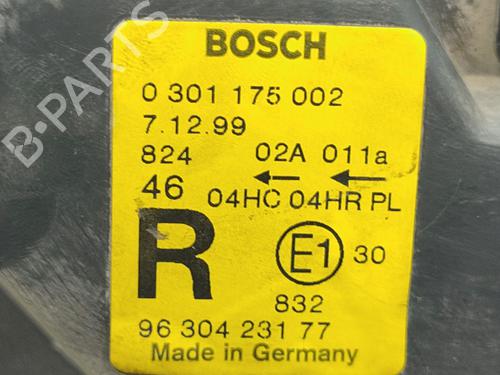 BOSCH
0 301 175 002
7.12.99
824 02A 011a
46 ← ←
04HC 04HR PL
R E1 30
832
96 304 231 77
Made in Germany
B-PARTS